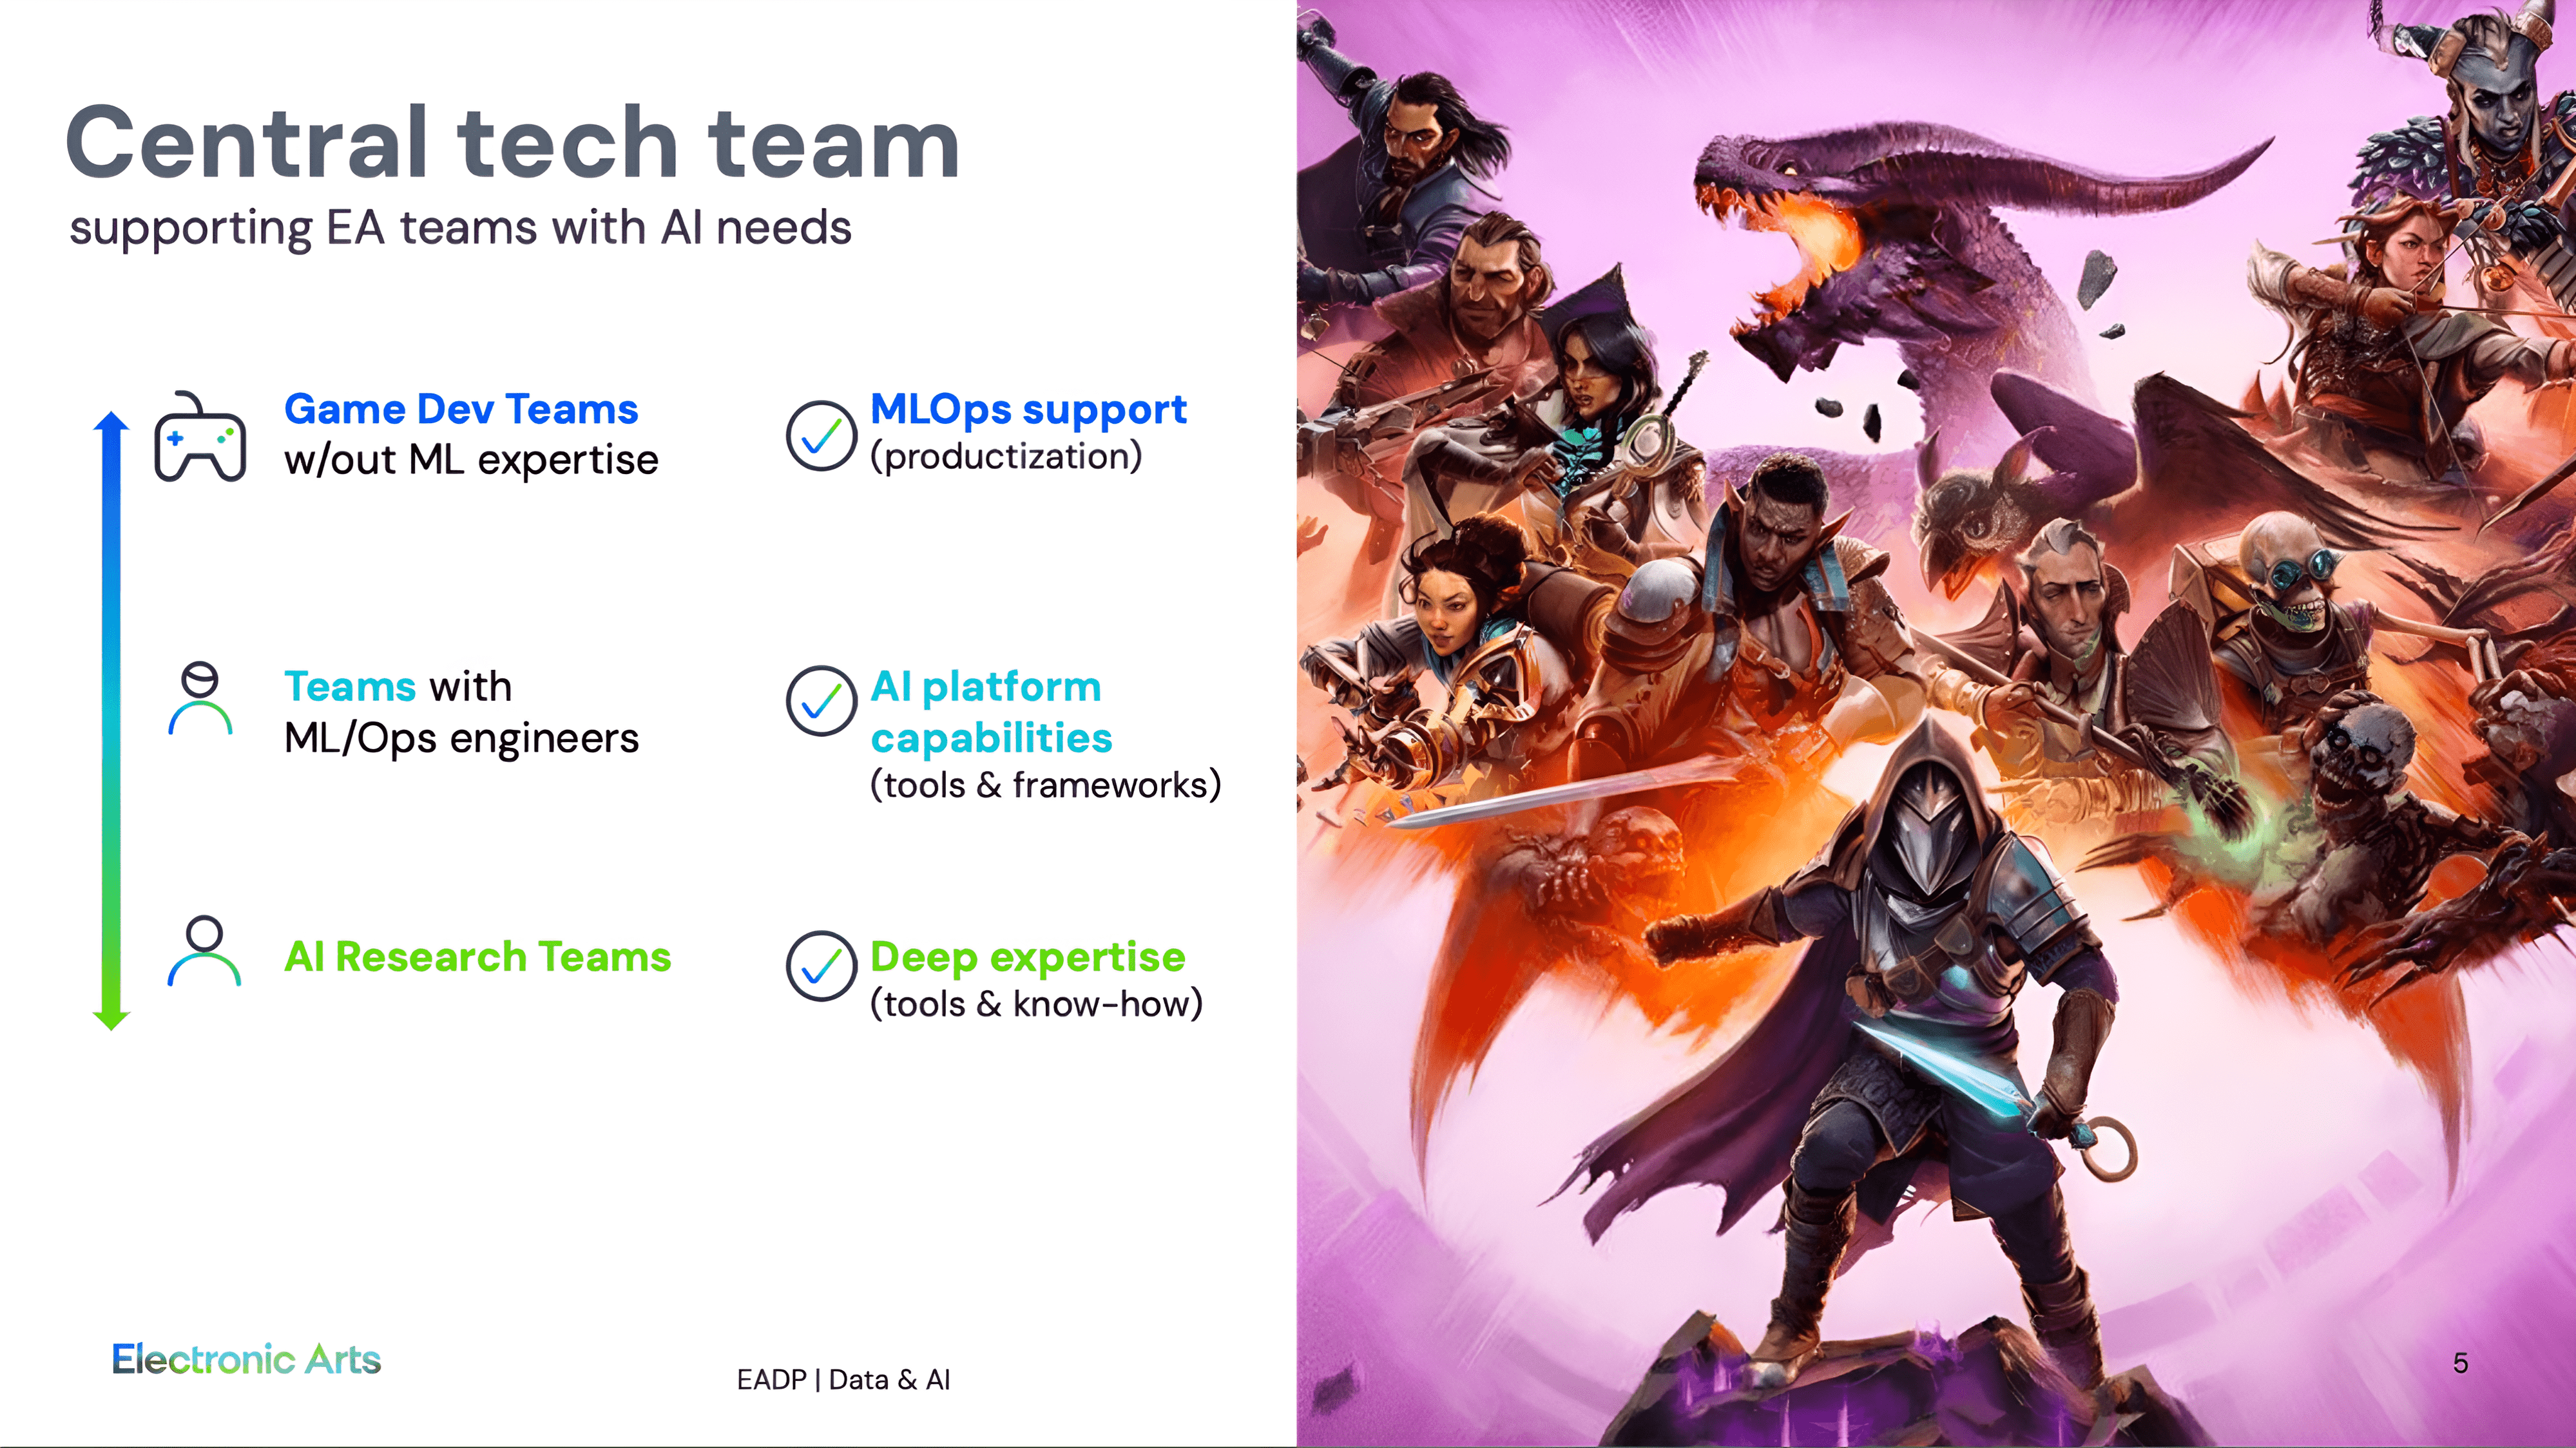 Central tech team
supporting EA teams with AI needs
Game Dev Teams
w/out ML expertise
MLOps support
(productization)
Teams with
ML/Ops engineers
AI platform
capabilities
(tools & frameworks)
AI Research Teams
Deep expertise
(tools & know-how)
Electronic Arts
EADP | Data & AI
5